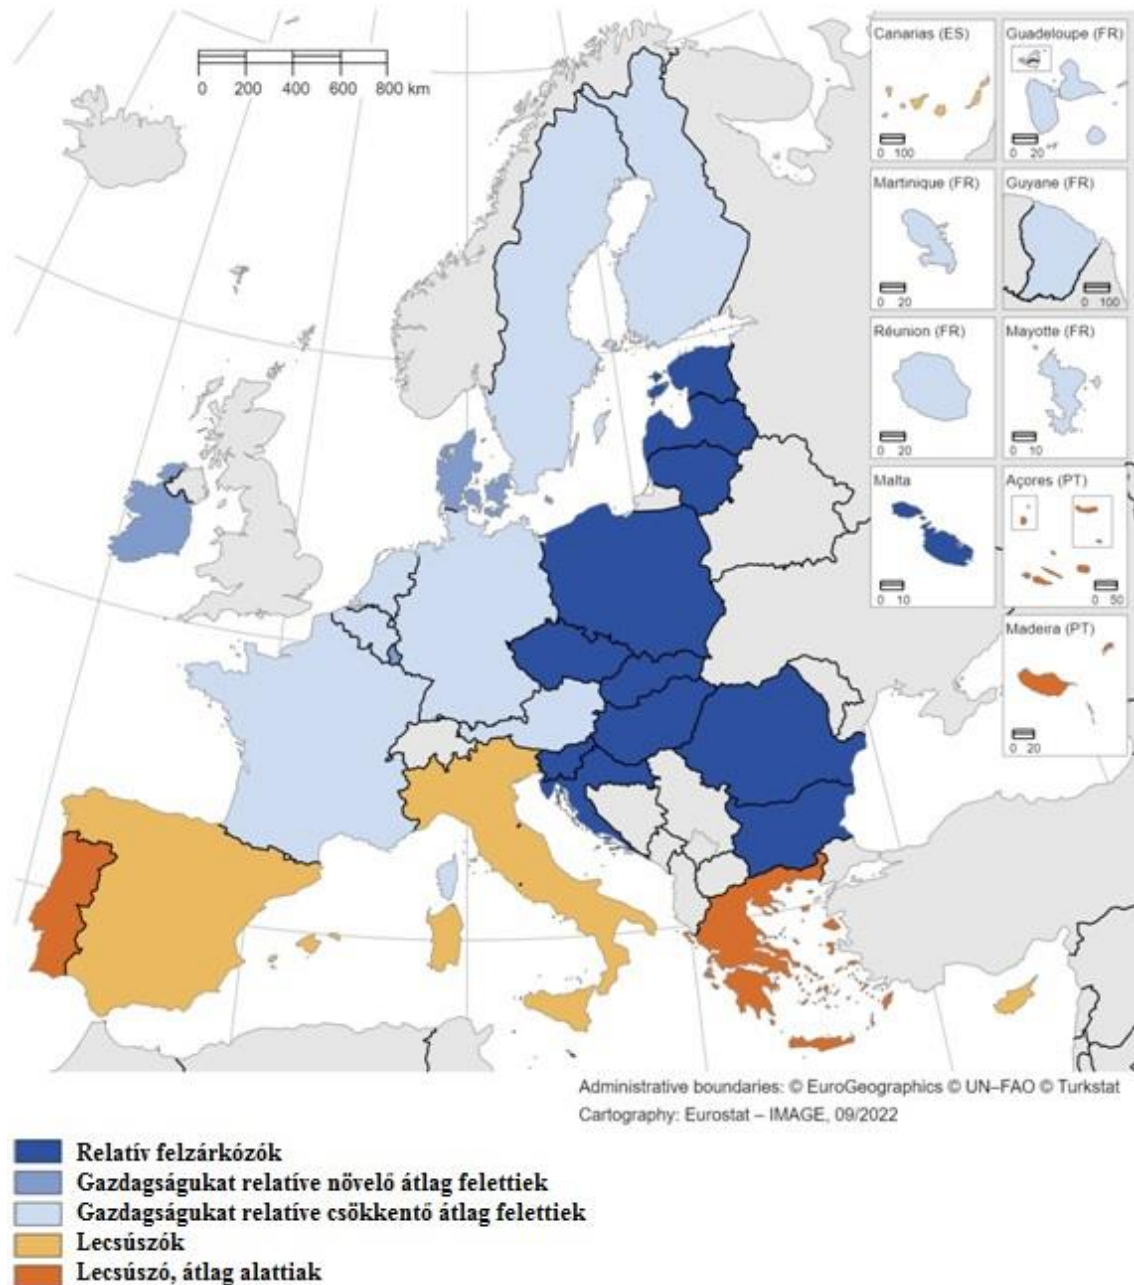 0 200 400 600 800 km
Canarias (ES)
0 100
Guadeloupe (FR)
0 20
Martinique (FR)
0 20
Guyane (FR)
0 100
Réunion (FR)
0 20
Mayotte (FR)
0 10
Malta
0 10
Açores (PT)
0 50
Madeira (PT)
0 20
Administrative boundaries: © EuroGeographics © UN–FAO © Turkstat
Cartography: Eurostat – IMAGE, 09/2022
Relatív felzárkózók
Gazdagságukat relatíve növelő átlag felettiek
Gazdagságukat relatíve csökkentő átlag felettiek
Lecsúszók
Lecsúszó, átlag alattiak